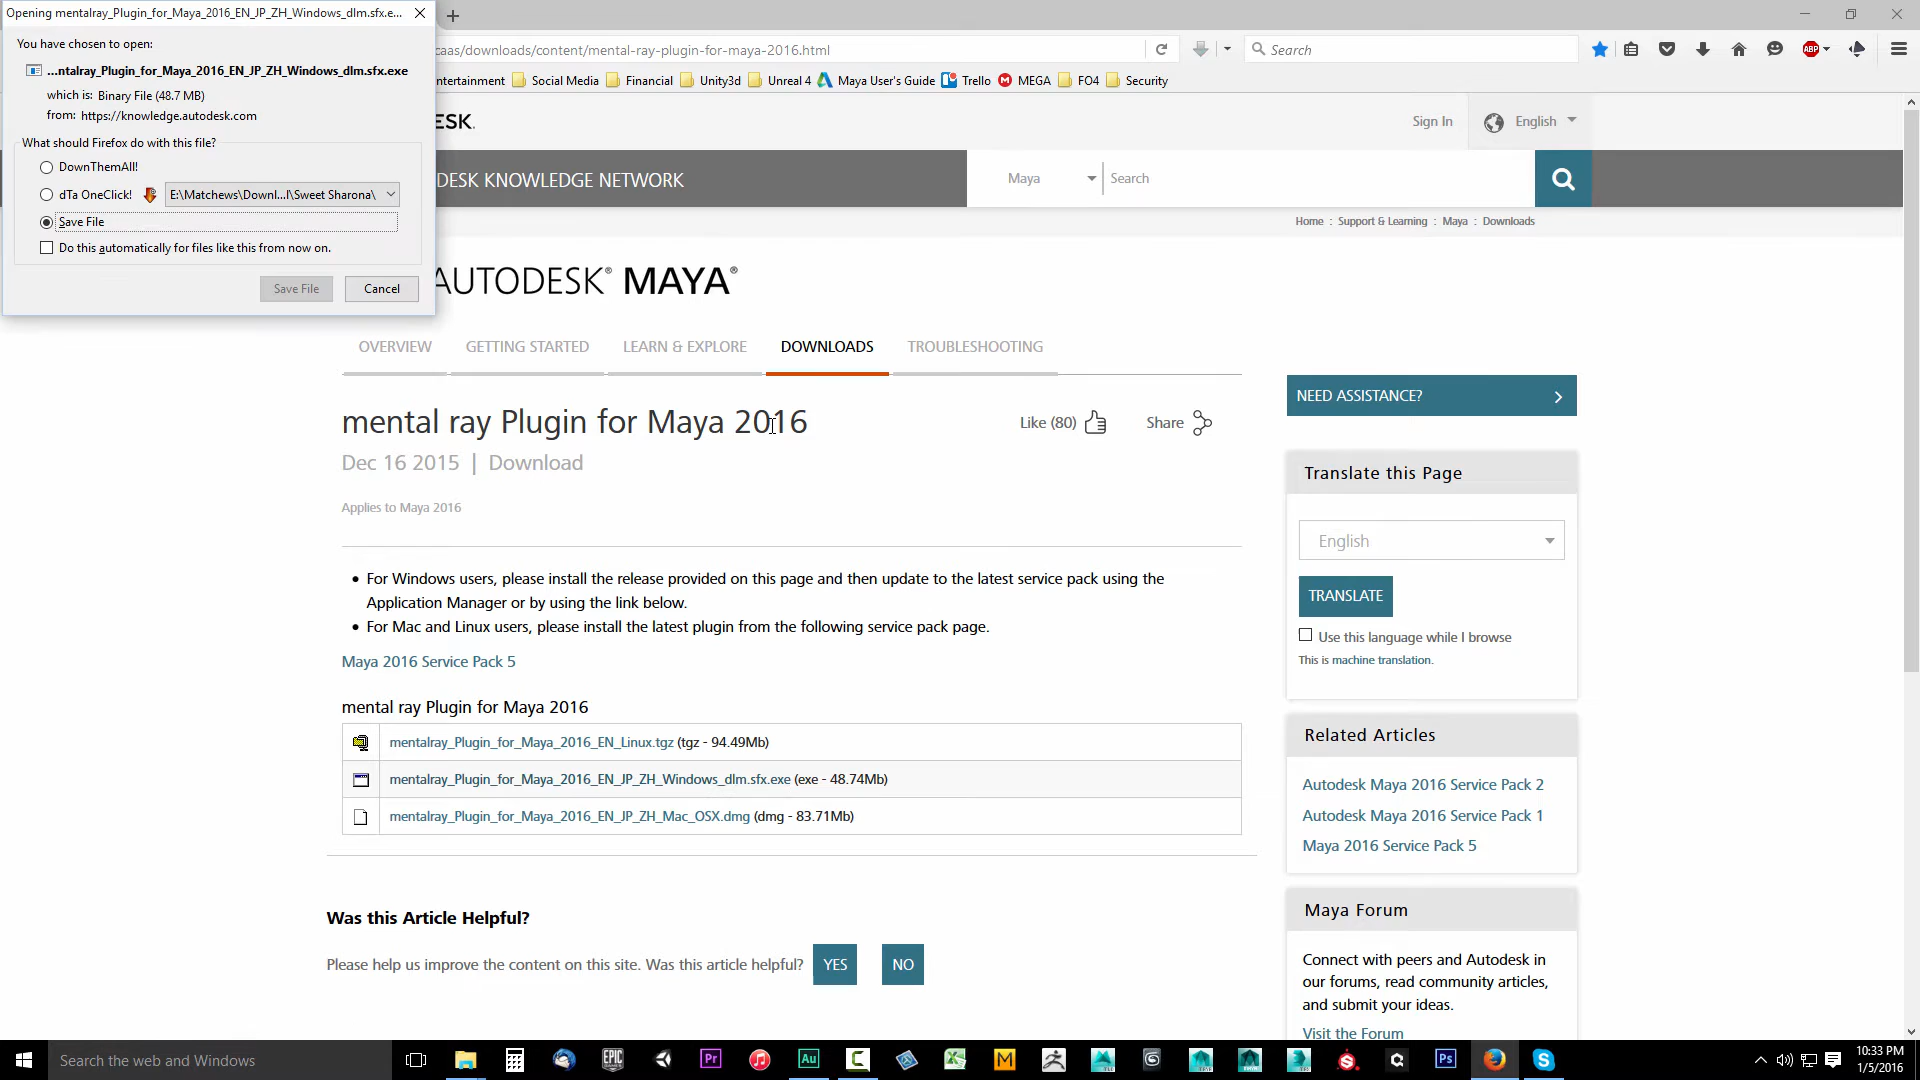 Opening mentalray_Plugin_for_Maya_2016_EN_JP_ZH_Windows_dlm.sfx.e...
You have chosen to open:
...ntalray_Plugin_for_Maya_2016_EN_JP_ZH_Windows_dlm.sfx.exe
which is: Binary File (48.7 MB)
from: https://knowledge.autodesk.com
What should Firefox do with this file?
DownThemAll!
dTa OneClick! E:\Matchews\Downl...l\Sweet Sharona\
Save File
Do this automatically for files like this from now on.
Save File Cancel
caas/downloads/content/mental-ray-plugin-for-maya-2016.html
Search
ABP
ntertainment Social Media Financial Unity3d Unreal 4 Maya User's Guide Trello MEGA FO4 Security
ESK.
Sign In English
DESK KNOWLEDGE NETWORK
Maya Search
Home : Support & Learning : Maya : Downloads
AUTODESK® MAYA®
OVERVIEW GETTING STARTED LEARN & EXPLORE DOWNLOADS TROUBLESHOOTING
mental ray Plugin for Maya 2016
Like (80) Share
Dec 16 2015 | Download
Applies to Maya 2016
For Windows users, please install the release provided on this page and then update to the latest service pack using the
Application Manager or by using the link below.
For Mac and Linux users, please install the latest plugin from the following service pack page.
Maya 2016 Service Pack 5
mental ray Plugin for Maya 2016
mentalray_Plugin_for_Maya_2016_EN_Linux.tgz (tgz - 94.49Mb)
mentalray_Plugin_for_Maya_2016_EN_JP_ZH_Windows_dlm.sfx.exe (exe - 48.74Mb)
mentalray_Plugin_for_Maya_2016_EN_JP_ZH_Mac_OSX.dmg (dmg - 83.71Mb)
Was this Article Helpful?
Please help us improve the content on this site. Was this article helpful? YES NO
NEED ASSISTANCE?
Translate this Page
English
TRANSLATE
Use this language while I browse
This is machine translation.
Related Articles
Autodesk Maya 2016 Service Pack 2
Autodesk Maya 2016 Service Pack 1
Maya 2016 Service Pack 5
Maya Forum
Connect with peers and Autodesk in
our forums, read community articles,
and submit your ideas.
Visit the Forum
Search the web and Windows
EPIC
Pr
Au
C
M
Ps
S
10:33 PM
1/5/2016